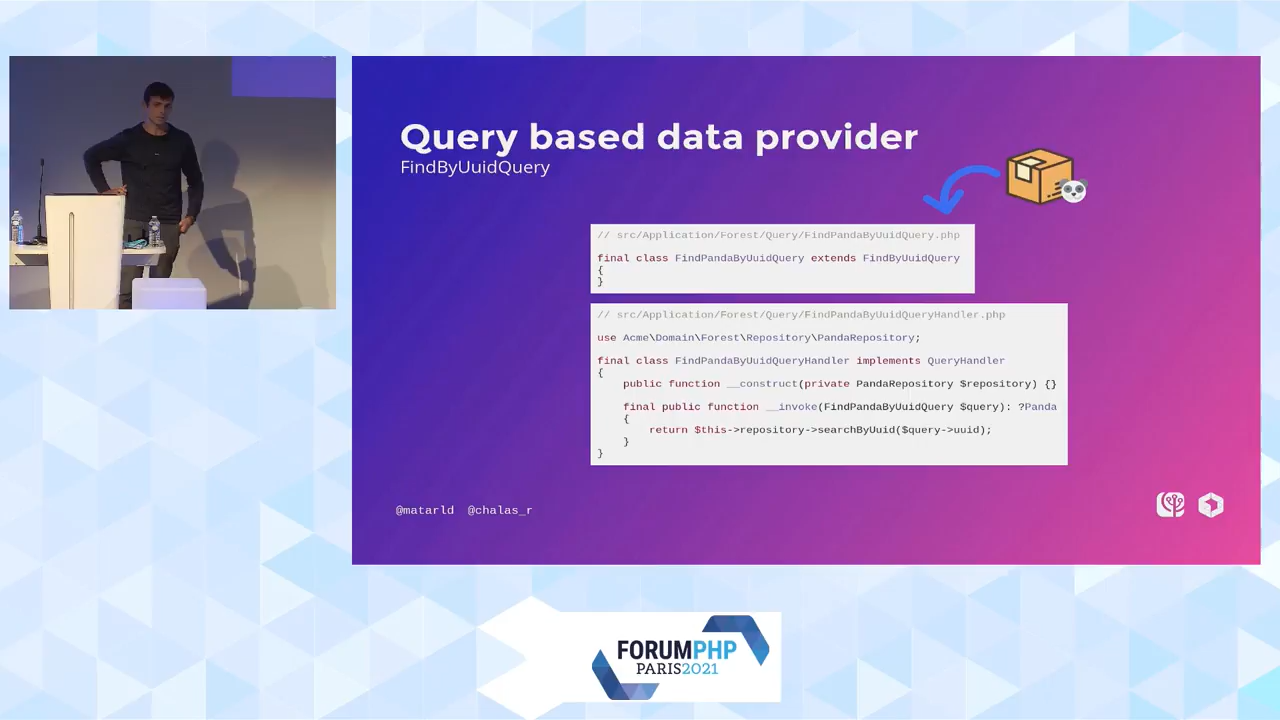 Query based data provider
FindByUuidQuery
// src/Application/Forest/Query/FindPandaByUuidQuery.php
final class FindPandaByUuidQuery extends FindByUuidQuery
{
}
// src/Application/Forest/Query/FindPandaByUuidQueryHandler.php
use Acme\Domain\Forest\Repository\PandaRepository;
final class FindPandaByUuidQueryHandler implements QueryHandler
{
public function __construct(private PandaRepository $repository) {}
final public function __invoke(FindPandaByUuidQuery $query): ?Panda
{
return $this->repository->searchByUuid($query->uuid);
}
}
@matarld @chalas_r
FORUMPHP
PARIS2021